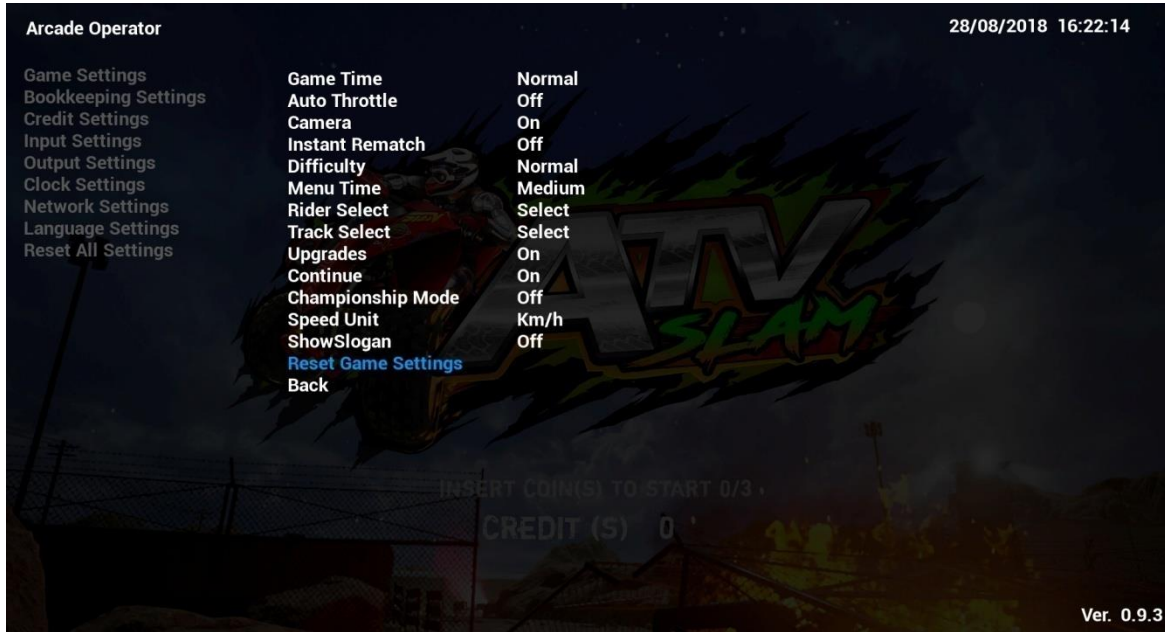 Arcade Operator
28/08/2018 16:22:14
Game Settings
Bookkeeping Settings
Credit Settings
Input Settings
Output Settings
Clock Settings
Network Settings
Language Settings
Reset All Settings
Game Time Normal
Auto Throttle Off
Camera On
Instant Rematch Off
Difficulty Normal
Menu Time Medium
Rider Select Select
Track Select Select
Upgrades On
Continue On
Championship Mode Off
Speed Unit Km/h
ShowSlogan Off
Reset Game Settings
Back
ATV
SLAM
INSERT COIN(S) TO START 0/3
CREDIT (S) 0
Ver. 0.9.3